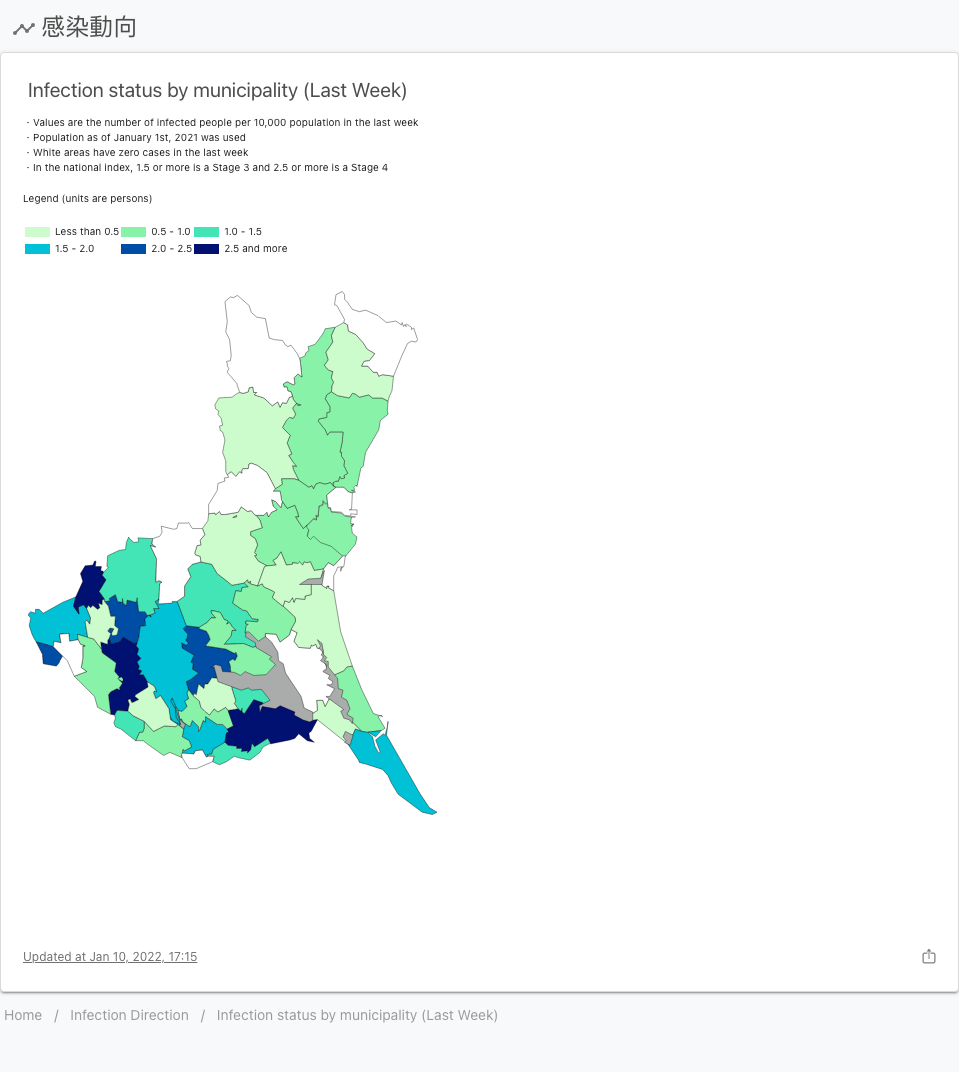 感染動向
Infection status by municipality (Last Week)
· Values are the number of infected people per 10,000 population in the last week
· Population as of January 1st, 2021 was used
· White areas have zero cases in the last week
· In the national index, 1.5 or more is a Stage 3 and 2.5 or more is a Stage 4
Legend (units are persons)
Less than 0.5 0.5 - 1.0 1.0 - 1.5
1.5 - 2.0 2.0 - 2.5 2.5 and more
Updated at Jan 10, 2022, 17:15
Home / Infection Direction / Infection status by municipality (Last Week)